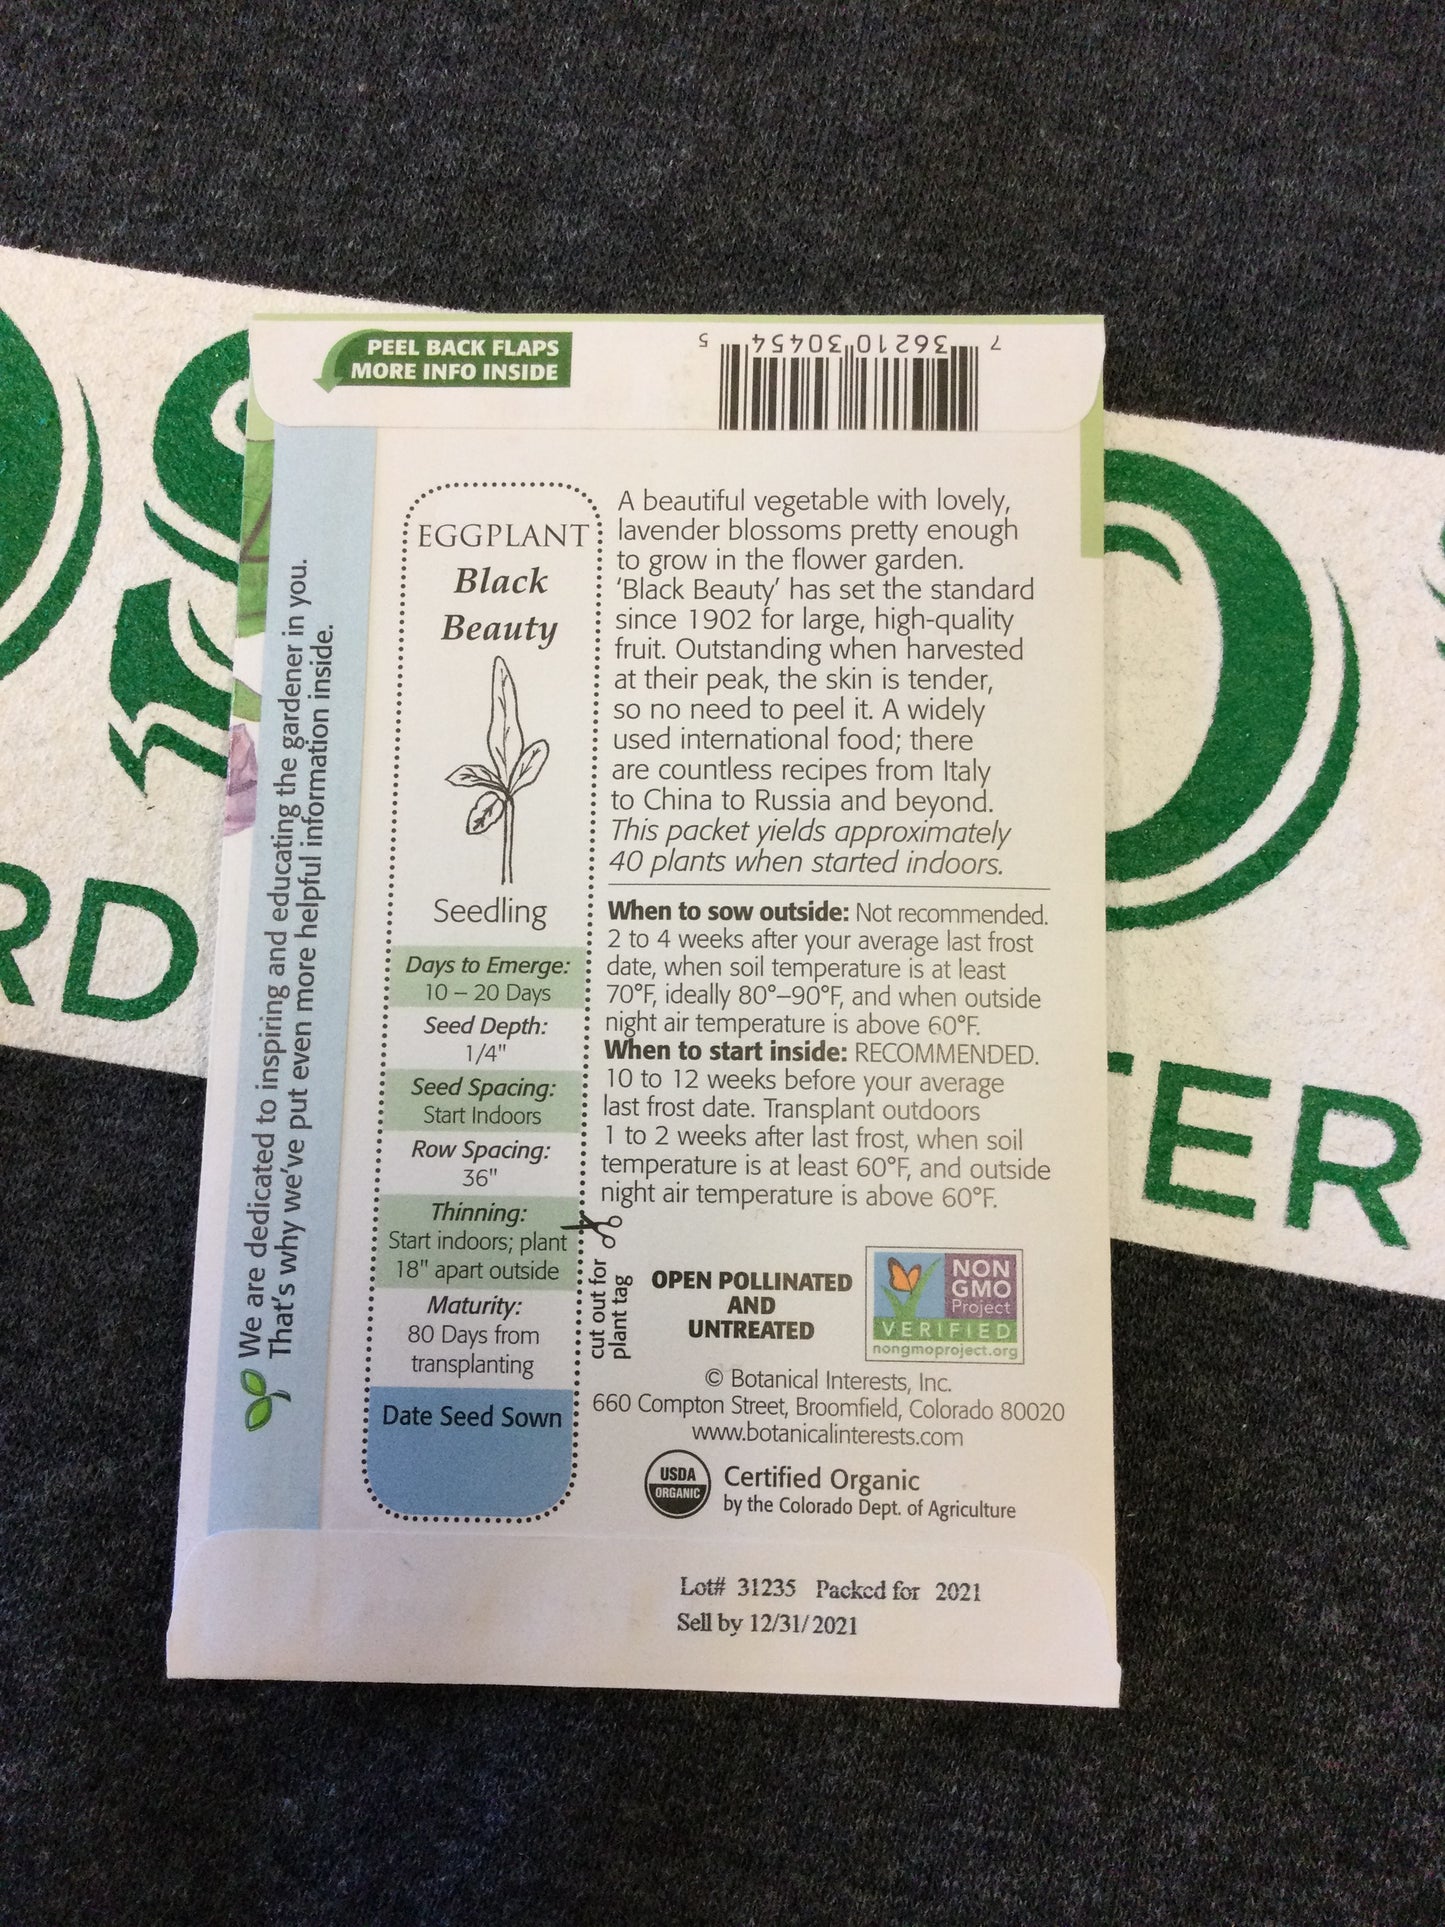 PEEL BACK FLAPS
MORE INFO INSIDE
7 36210 30454 5
We are dedicated to inspiring and educating the gardener in you.
That's why we've put even more helpful information inside.
EGGPLANT
Black
Beauty
Seedling
Days to Emerge:
10 – 20 Days
Seed Depth:
1/4"
Seed Spacing:
Start Indoors
Row Spacing:
36"
Thinning:
Start indoors; plant
18" apart outside
Maturity:
80 Days from
transplanting
Date Seed Sown
cut out for
plant tag
A beautiful vegetable with lovely,
lavender blossoms pretty enough
to grow in the flower garden.
'Black Beauty' has set the standard
since 1902 for large, high-quality
fruit. Outstanding when harvested
at their peak, the skin is tender,
so no need to peel it. A widely
used international food; there
are countless recipes from Italy
to China to Russia and beyond.
This packet yields approximately
40 plants when started indoors.
When to sow outside: Not recommended.
2 to 4 weeks after your average last frost
date, when soil temperature is at least
70°F, ideally 80°–90°F, and when outside
night air temperature is above 60°F.
When to start inside: RECOMMENDED.
10 to 12 weeks before your average
last frost date. Transplant outdoors
1 to 2 weeks after last frost, when soil
temperature is at least 60°F, and outside
night air temperature is above 60°F.
OPEN POLLINATED
AND
UNTREATED
NON
GMO
Project
VERIFIED
nongmoproject.org
© Botanical Interests, Inc.
660 Compton Street, Broomfield, Colorado 80020
www.botanicalinterests.com
USDA
ORGANIC
Certified Organic
by the Colorado Dept. of Agriculture
Lot# 31235 Packed for 2021
Sell by 12/31/2021
RD
TER